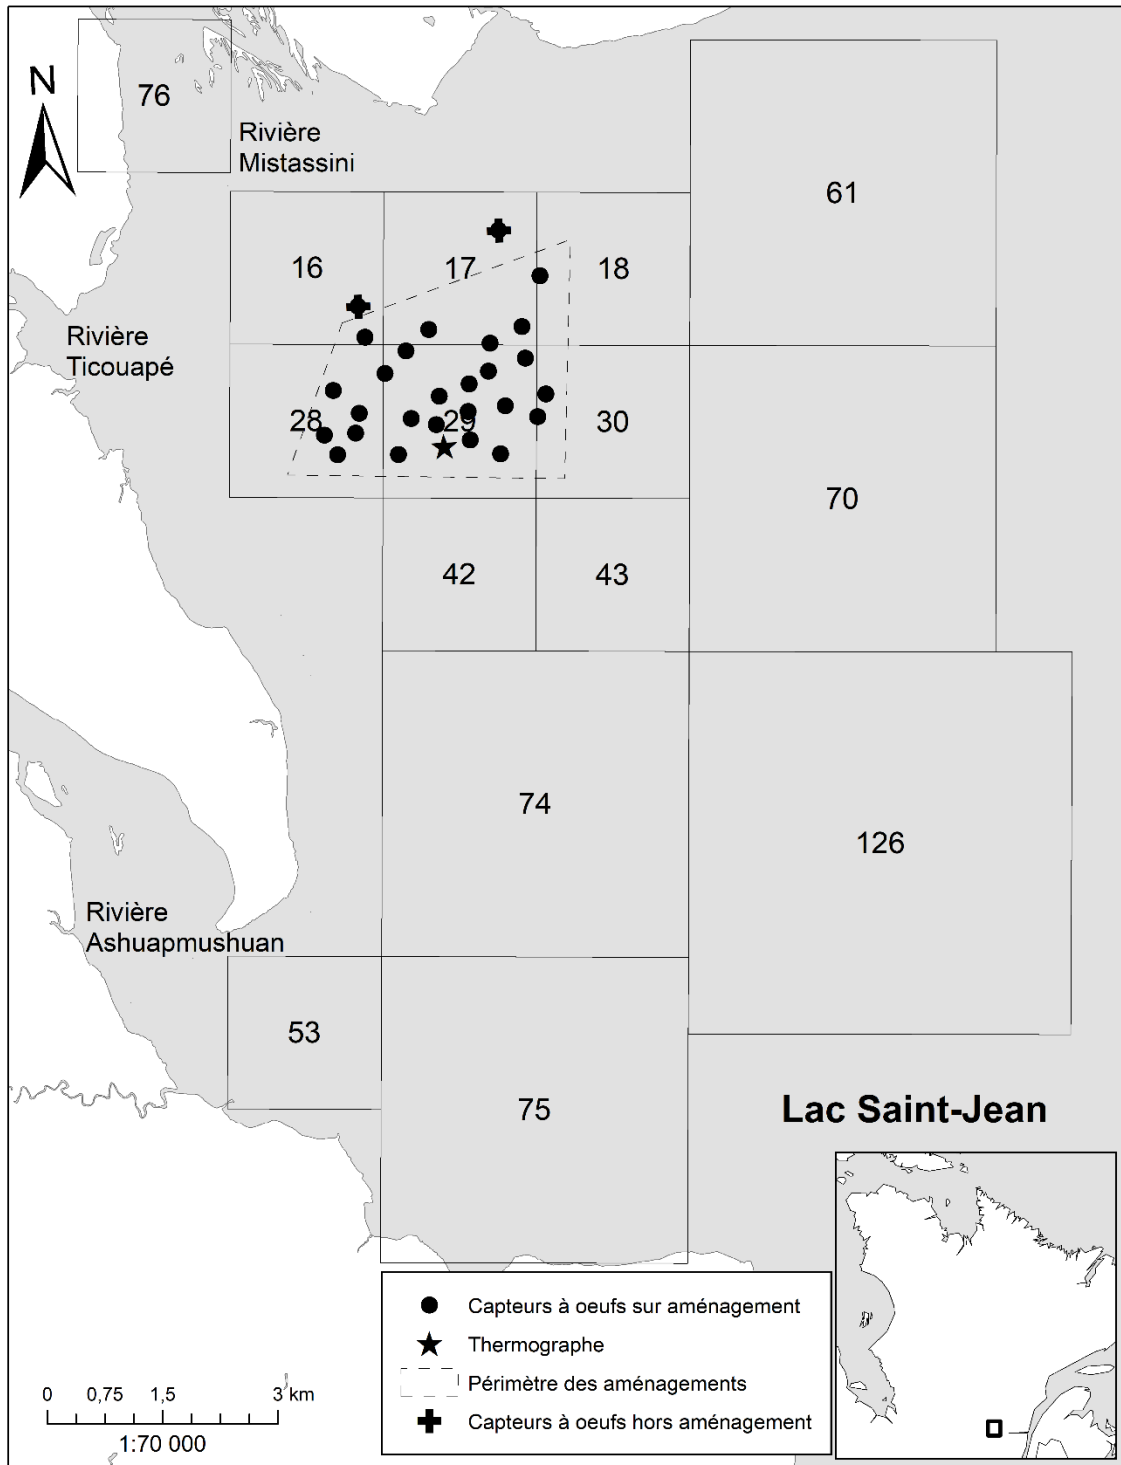 N
76
Rivière
Mistassini
61
16
17
18
Rivière
Ticouapé
28
29
30
70
42
43
74
126
Rivière
Ashuapmushuan
53
75
Lac Saint-Jean
Capteurs à oeufs sur aménagement
Thermographe
Périmètre des aménagements
Capteurs à oeufs hors aménagement
0 0,75 1,5 3 km
1:70 000